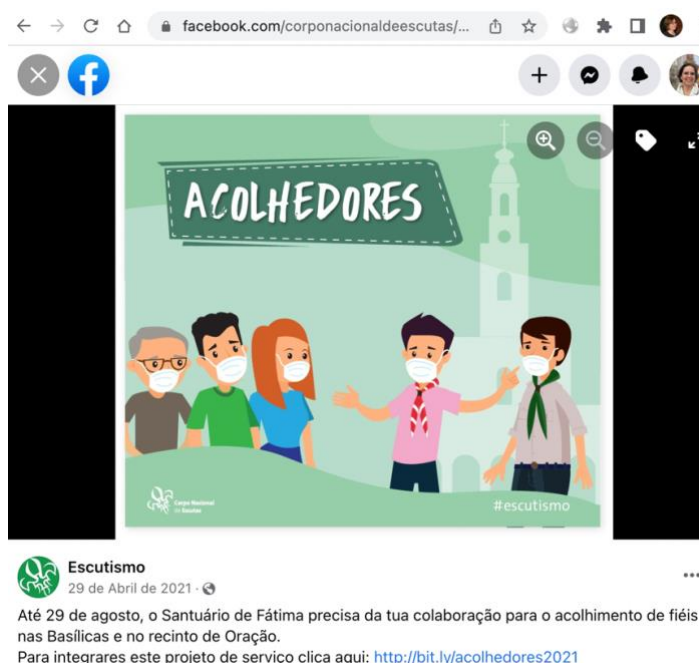 facebook.com/corponacionaldeescutas/...
ACOLHEDORES
Corpo Nacional
de Escutas
#escutismo
Escutismo
29 de Abril de 2021 ·
Até 29 de agosto, o Santuário de Fátima precisa da tua colaboração para o acolhimento de fiéis
nas Basílicas e no recinto de Oração.
Para integrares este projeto de serviço clica aqui: http://bit.ly/acolhedores2021